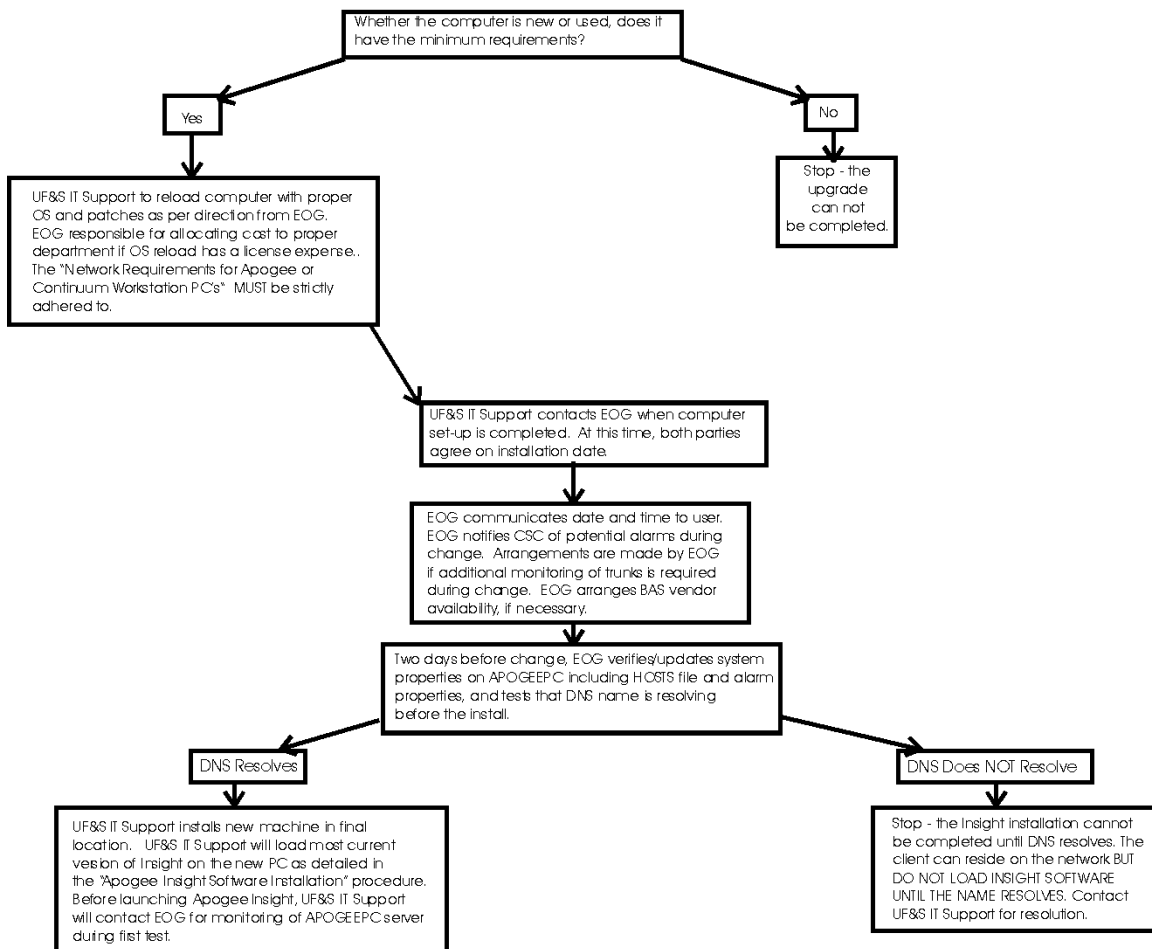 Whether the computer is new or used, does it
have the minimum requirements?
Yes
No
UF&S IT Support to reload computer with proper
OS and patches as per direction from EOG.
EOG responsible for allocating cost to proper
department if OS reload has a license expense..
The "Network Requirements for Apogee or
Continuum Workstation PC's" MUST be strictly
adhered to.
Stop - the
upgrade
can not
be completed.
UF&S IT Support contacts EOG when computer
set-up is completed. At this time, both parties
agree on installation date.
EOG communicates date and time to user.
EOG notifies CSC of potential alarms during
change. Arrangements are made by EOG
if additional monitoring of trunks is required
during change. EOG arranges BAS vendor
availability, if necessary.
Two days before change, EOG verifies/updates system
properties on APOGEEPC including HOSTS file and alarm
properties, and tests that DNS name is resolving
before the install.
DNS Resolves
DNS Does NOT Resolve
UF&S IT Support installs new machine in final
location. UF&S IT Support will load most current
version of Insight on the new PC as detailed in
the "Apogee Insight Software Installation" procedure.
Before launching Apogee Insight, UF&S IT Support
will contact EOG for monitoring of APOGEEPC server
during first test.
Stop - the Insight installation cannot
be completed until DNS resolves. The
client can reside on the network BUT
DO NOT LOAD INSIGHT SOFTWARE
UNTIL THE NAME RESOLVES. Contact
UF&S IT Support for resolution.